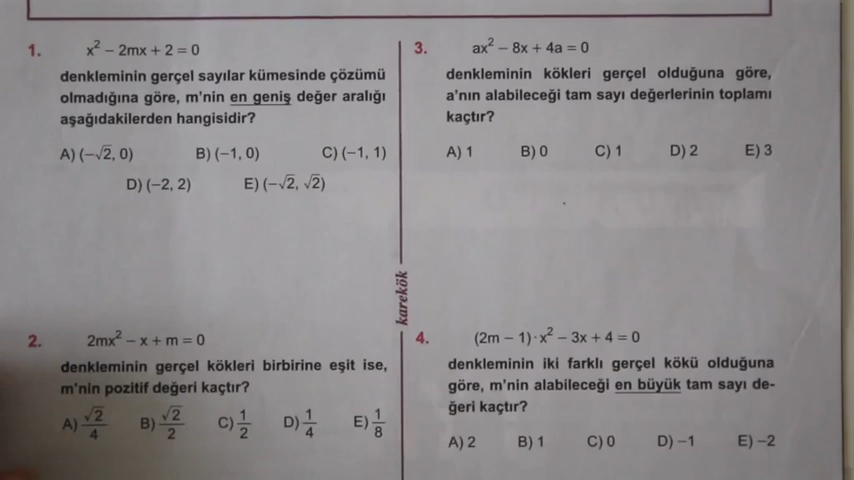 1. x² – 2mx + 2 = 0
denkleminin gerçel sayılar kümesinde çözümü
olmadığına göre, m'nin en geniş değer aralığı
aşağıdakilerden hangisidir?
A) (–√2, 0) B) (–1, 0) C) (–1, 1)
D) (–2, 2) E) (–√2, √2)
2. 2mx² – x + m = 0
denkleminin gerçel kökleri birbirine eşit ise,
m'nin pozitif değeri kaçtır?
A) √2/4 B) √2/2 C) 1/2 D) 1/4 E) 1/8
karekök
3. ax² – 8x + 4a = 0
denkleminin kökleri gerçel olduğuna göre,
a'nın alabileceği tam sayı değerlerinin toplamı
kaçtır?
A) 1 B) 0 C) 1 D) 2 E) 3
4. (2m – 1)·x² – 3x + 4 = 0
denkleminin iki farklı gerçel kökü olduğuna
göre, m'nin alabileceği en büyük tam sayı de-
ğeri kaçtır?
A) 2 B) 1 C) 0 D) –1 E) –2